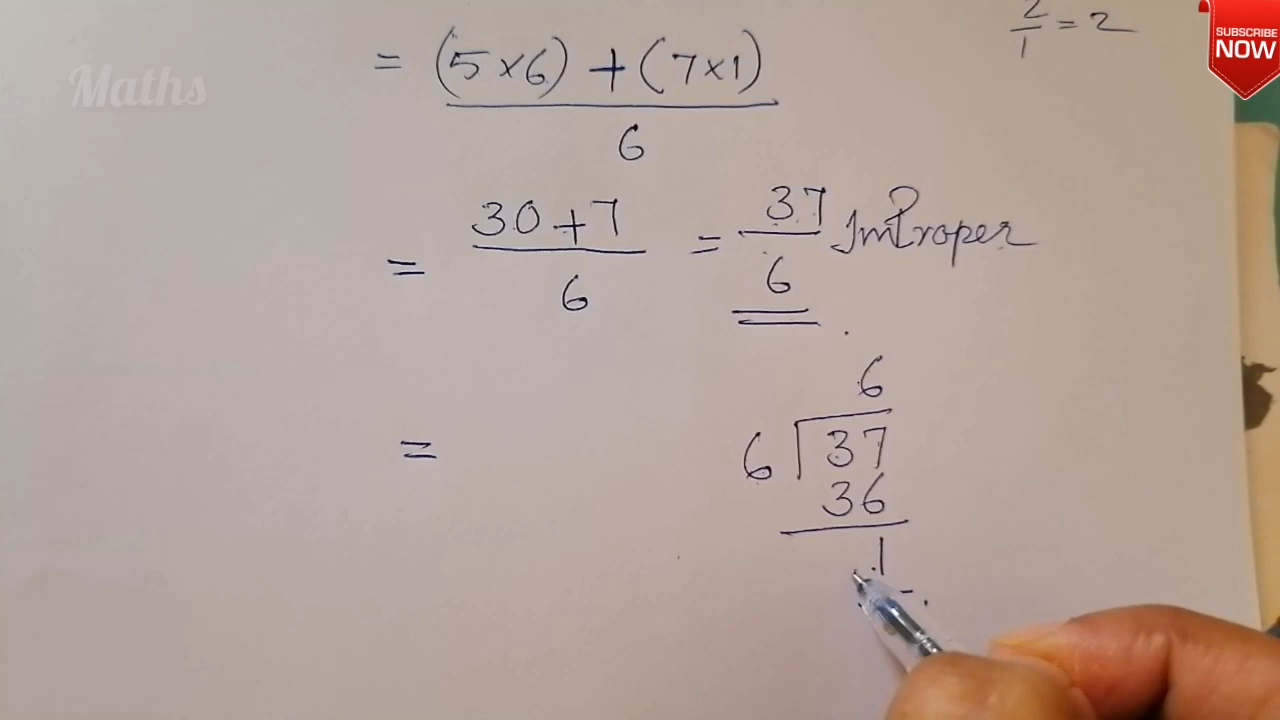 2/1 = 2
SUBSCRIBE
NOW
Maths
= (5×6) + (7×1)
6
= 30+7 / 6 = 37/6 Improper
6
= 6 37
36
1